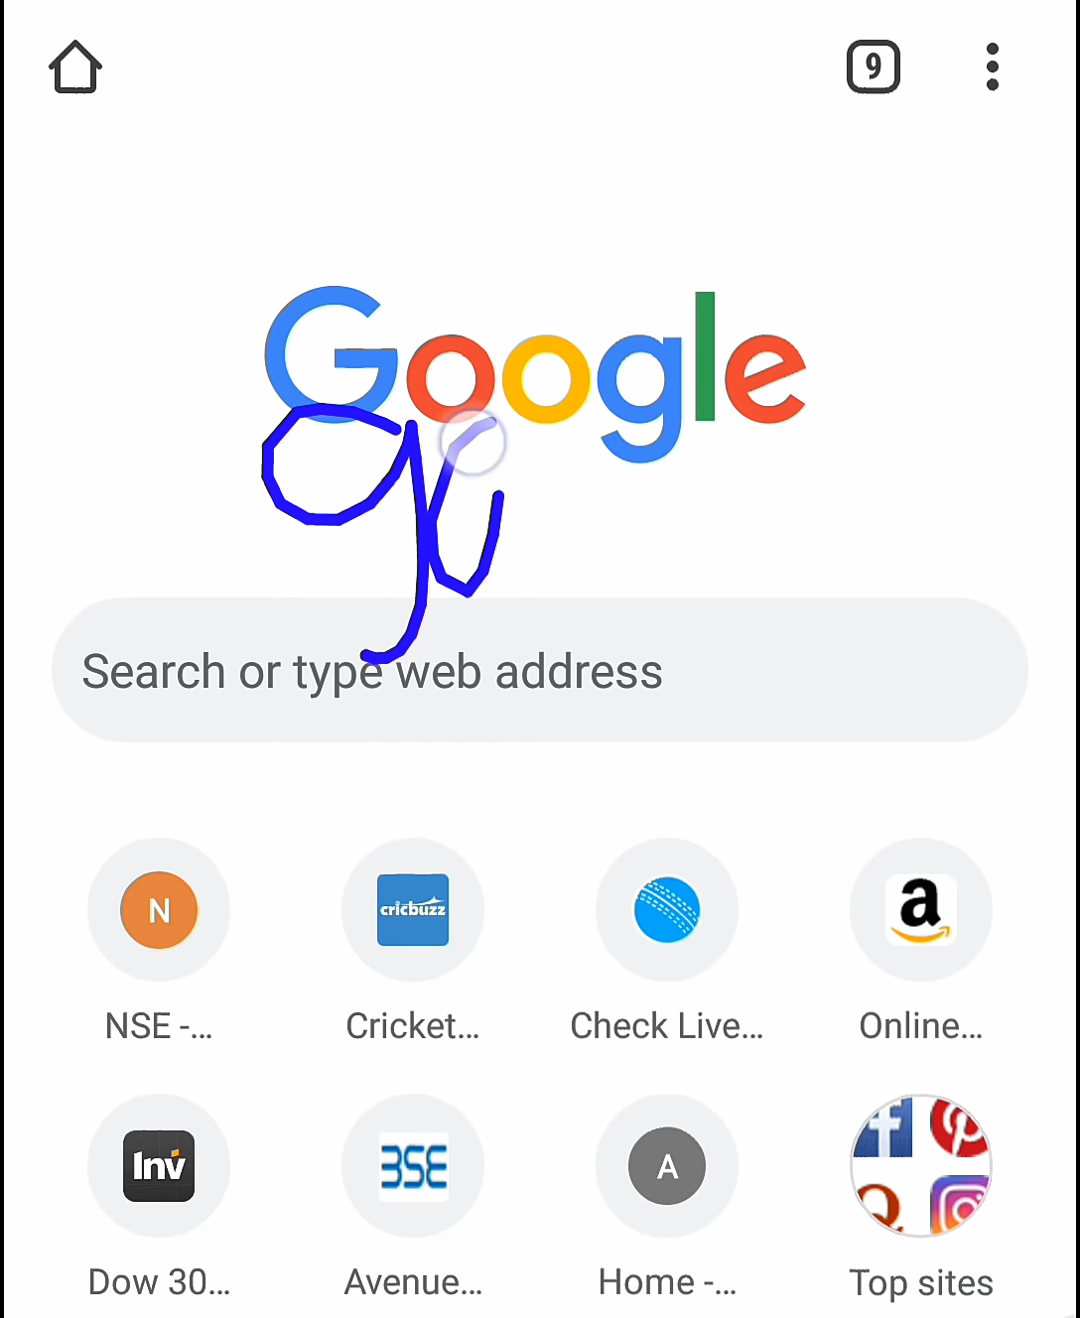 9
Google
Search or type web address
N
cricbuzz
a
NSE -...
Cricket...
Check Live...
Online...
Inv
BSE
A
f
Dow 30...
Avenue...
Home -...
Top sites